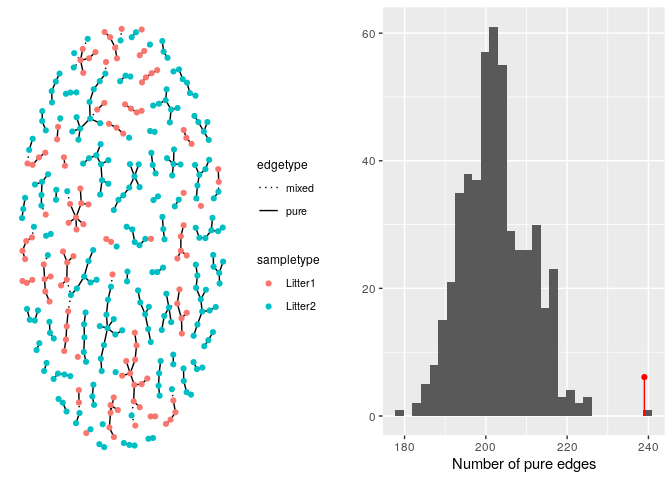 edgetype
mixed
pure
sampletype
Litter1
Litter2
60
40
20
0
180 200 220 240
Number of pure edges